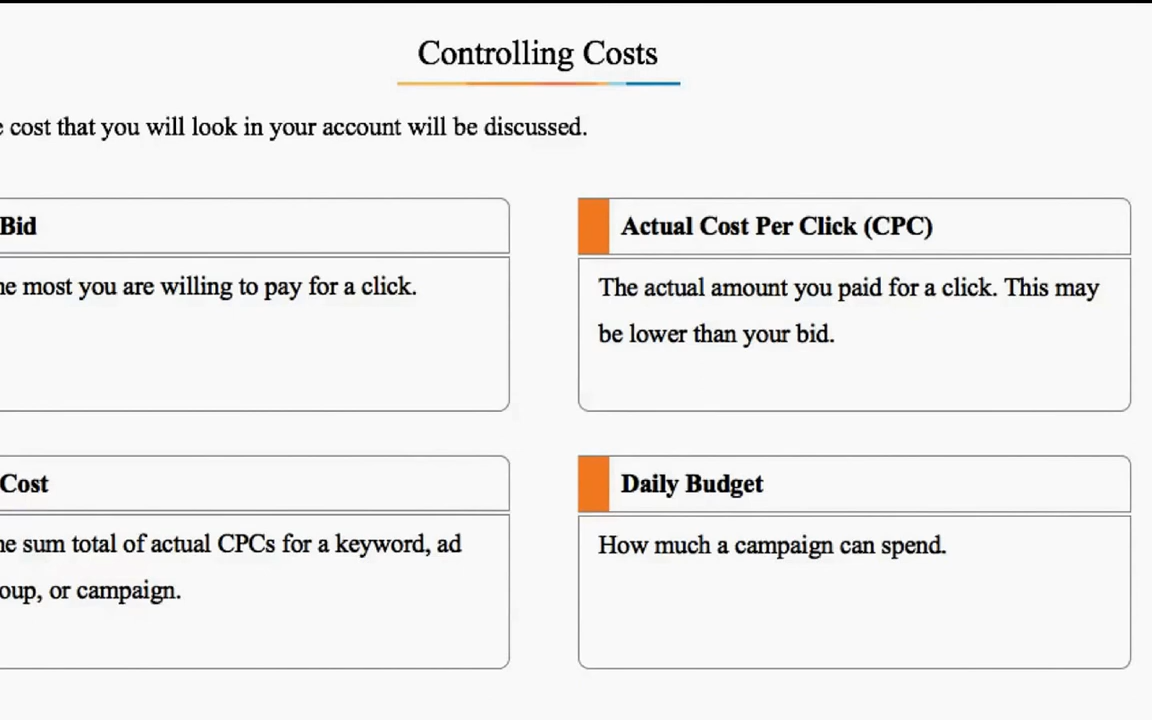 Controlling Costs
cost that you will look in your account will be discussed.
Bid
most you are willing to pay for a click.
Actual Cost Per Click (CPC)
The actual amount you paid for a click. This may
be lower than your bid.
Cost
sum total of actual CPCs for a keyword, ad
or campaign.
Daily Budget
How much a campaign can spend.